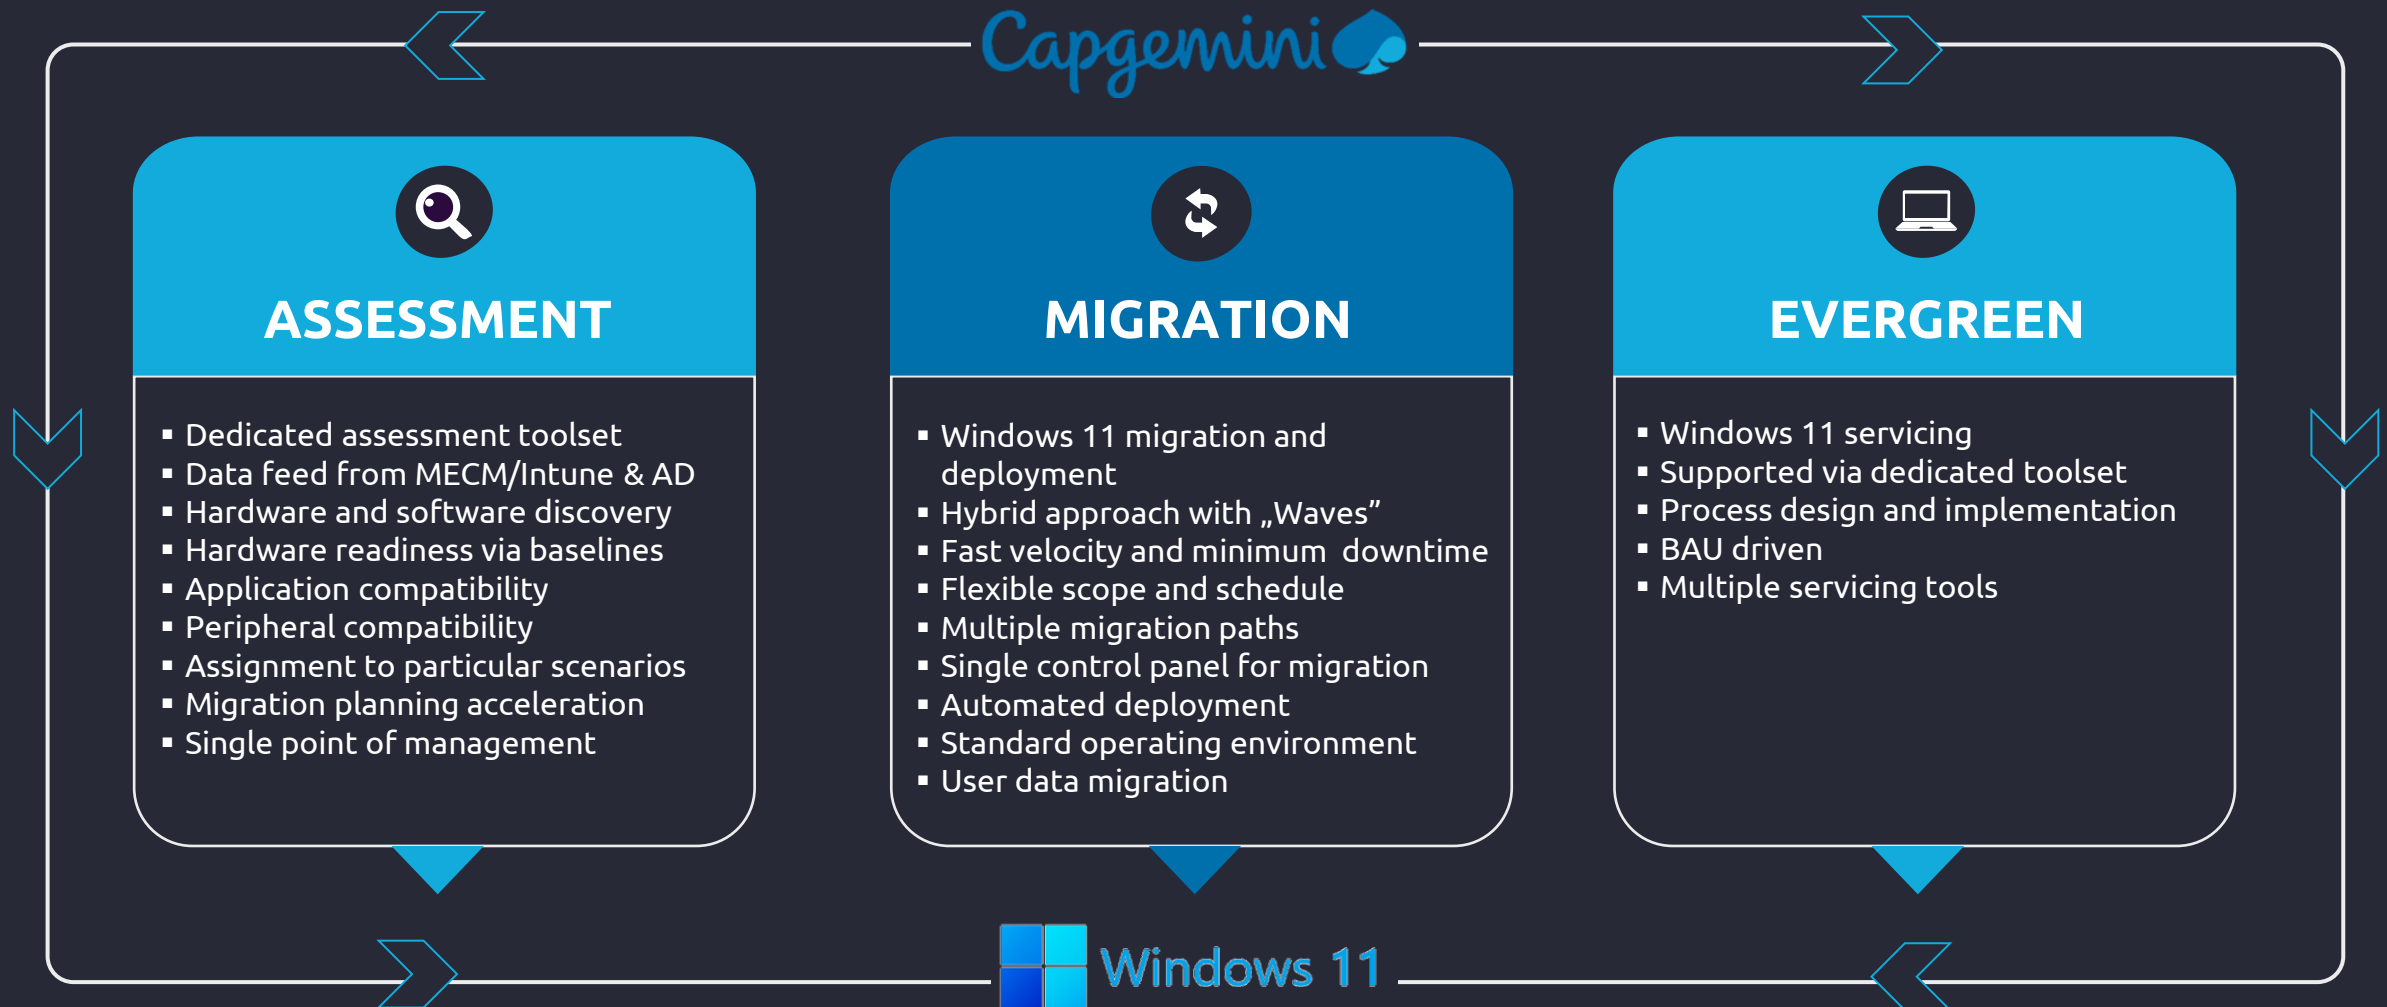 Capgemini
ASSESSMENT
▪ Dedicated assessment toolset
▪ Data feed from MECM/Intune & AD
▪ Hardware and software discovery
▪ Hardware readiness via baselines
▪ Application compatibility
▪ Peripheral compatibility
▪ Assignment to particular scenarios
▪ Migration planning acceleration
▪ Single point of management
MIGRATION
▪ Windows 11 migration and
deployment
▪ Hybrid approach with „Waves”
▪ Fast velocity and minimum  downtime
▪ Flexible scope and schedule
▪ Multiple migration paths
▪ Single control panel for migration
▪ Automated deployment
▪ Standard operating environment
▪ User data migration
EVERGREEN
▪ Windows 11 servicing
▪ Supported via dedicated toolset
▪ Process design and implementation
▪ BAU driven
▪ Multiple servicing tools
Windows 11